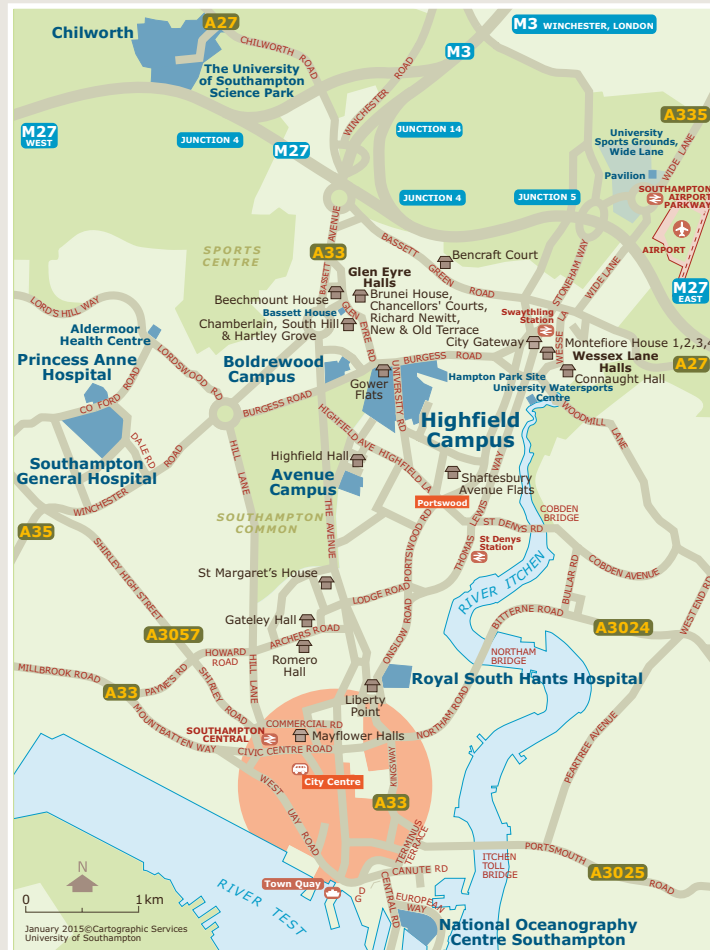 A27
M3 WINCHESTER, LONDON
Chilworth
CHILWORTH ROAD
M3
The University
of Southampton
Science Park
WINCHESTER ROAD
A335
M27
WEST
JUNCTION 4
M27
JUNCTION 14
University
Sports Grounds,
Wide Lane
WIDE LANE
Pavilion
JUNCTION 4
JUNCTION 5
SOUTHAMPTON
AIRPORT
PARKWAY
AIRPORT
SPORTS
CENTRE
A33
BASSETT AVENUE
BASSETT GREEN ROAD
Bencraft Court
STONEHAM WAY
WIDE LANE
M27
EAST
Glen Eyre
Halls
LORD'S HILL WAY
Beechmount House
Brunei House,
Chancellors' Courts,
Richard Newitt,
New & Old Terrace
Bassett House
GLEN EYRE RD
Chamberlain, South Hill
& Hartley Grove
Swaythling
Station
Aldermoor
Health Centre
LORDSWOOD RD
City Gateway
WESSEX LA
Montefiore House 1,2,3,4
Wessex Lane
Halls
Connaught Hall
A27
Princess Anne
Hospital
Boldrewood
Campus
BURGESS ROAD
Gower
Flats
UNIVERSITY RD
Hampton Park Site
University Watersports
Centre
CO FORD ROAD
BURGESS ROAD
HIGHFIELD AVE
HIGHFIELD LA
Highfield
Campus
WOODMILL LANE
DALE RD
HILL LANE
Southampton
General Hospital
WINCHESTER ROAD
Highfield Hall
Avenue
Campus
Shaftesbury
Avenue Flats
Portswood
A35
SOUTHAMPTON
COMMON
THE AVENUE
PORTSWOOD RD
THOMAS LEWIS WAY
ST DENYS RD
COBDEN
BRIDGE
St Denys
Station
COBDEN AVENUE
SHIRLEY HIGH STREET
St Margaret's House
LODGE ROAD
RIVER ITCHEN
BULLAR RD
WEST END RD
Gateley Hall
ARCHERS ROAD
BITTERNE ROAD
A3024
A3057
HOWARD
ROAD
Romero
Hall
ONSLOW ROAD
NORTHAM
BRIDGE
MILLBROOK ROAD
A33
PAYNES RD
SHIRLEY ROAD
HILL LANE
Royal South Hants Hospital
Liberty
Point
MOUNTBATTEN WAY
SOUTHAMPTON
CENTRAL
COMMERCIAL RD
Mayflower Halls
CIVIC CENTRE ROAD
NORTHAM ROAD
PEARTREE AVENUE
KINGSWAY
City Centre
WEST UAY ROAD
A33
TERMINUS
TERRACE
CANUTE RD
ITCHEN
TOLL
BRIDGE
PORTSMOUTH ROAD
A3025
N
RIVER TEST
Town Quay
D
G
CENTRAL RD
EUROPEAN
WAY
0 1km
National Oceanography
Centre Southampton
January 2015©Cartographic Services
University of Southampton